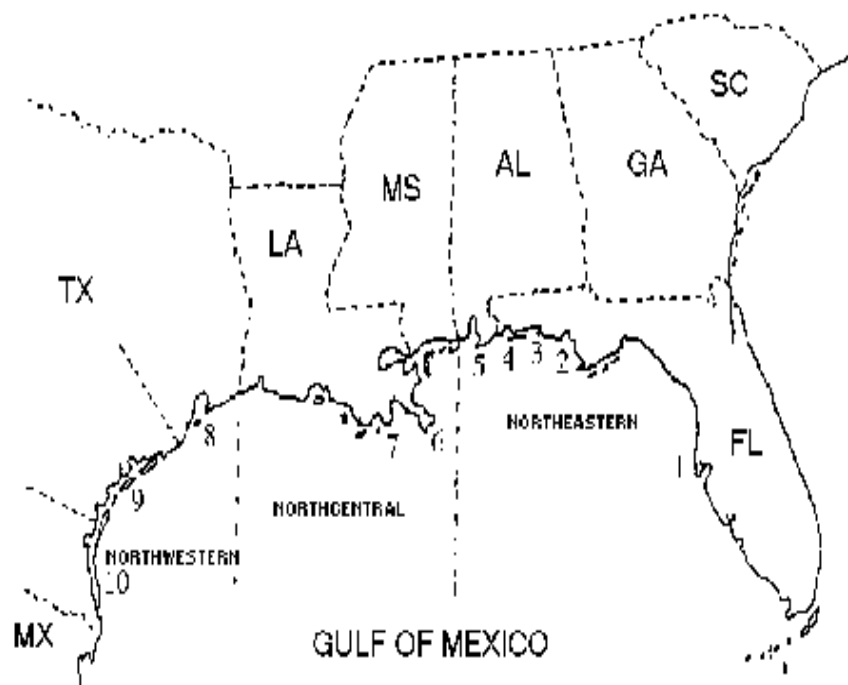 SC
MS
AL
GA
LA
TX
5
4
3
2
8
7
6
NORTHEASTERN
FL
1
9
NORTHCENTRAL
NORTHWESTERN
10
MX
GULF OF MEXICO